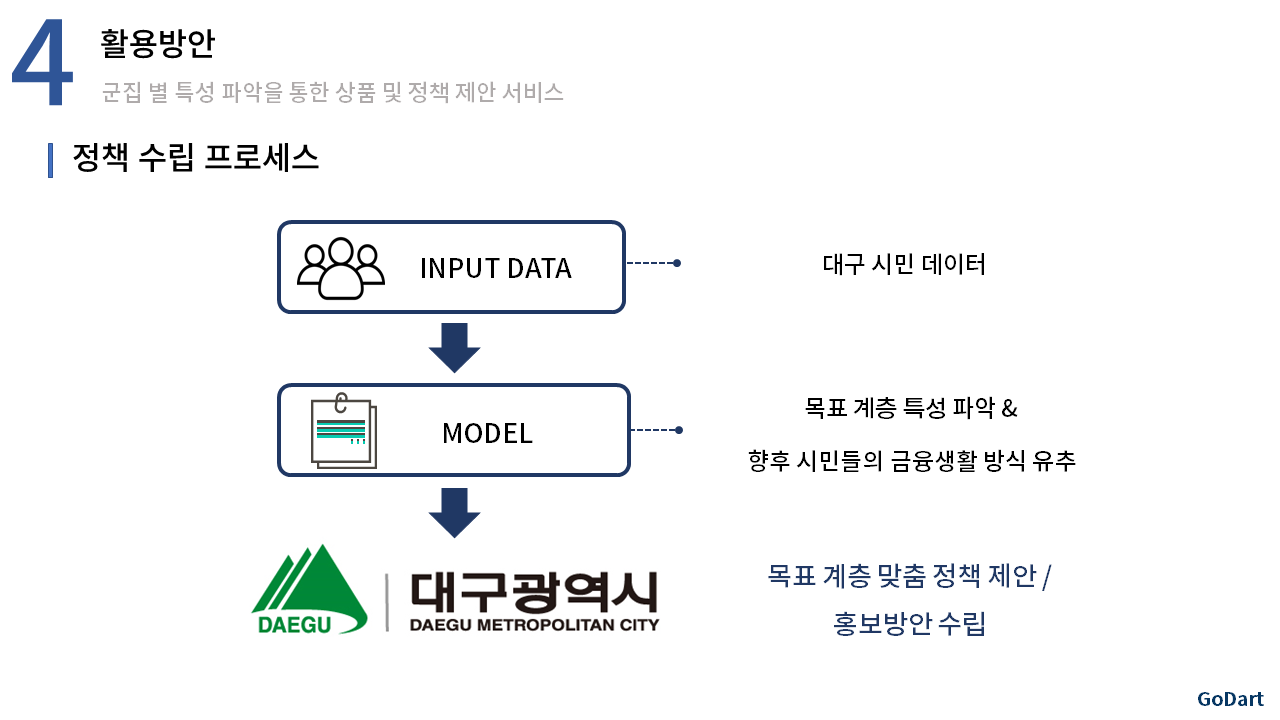 4
활용방안
군집 별 특성 파악을 통한 상품 및 정책 제안 서비스
정책 수립 프로세스
INPUT DATA
대구 시민 데이터
MODEL
목표 계층 특성 파악 &
향후 시민들의 금융생활 방식 유추
DAEGU
대구광역시
DAEGU METROPOLITAN CITY
목표 계층 맞춤 정책 제안 /
홍보방안 수립
GoDart